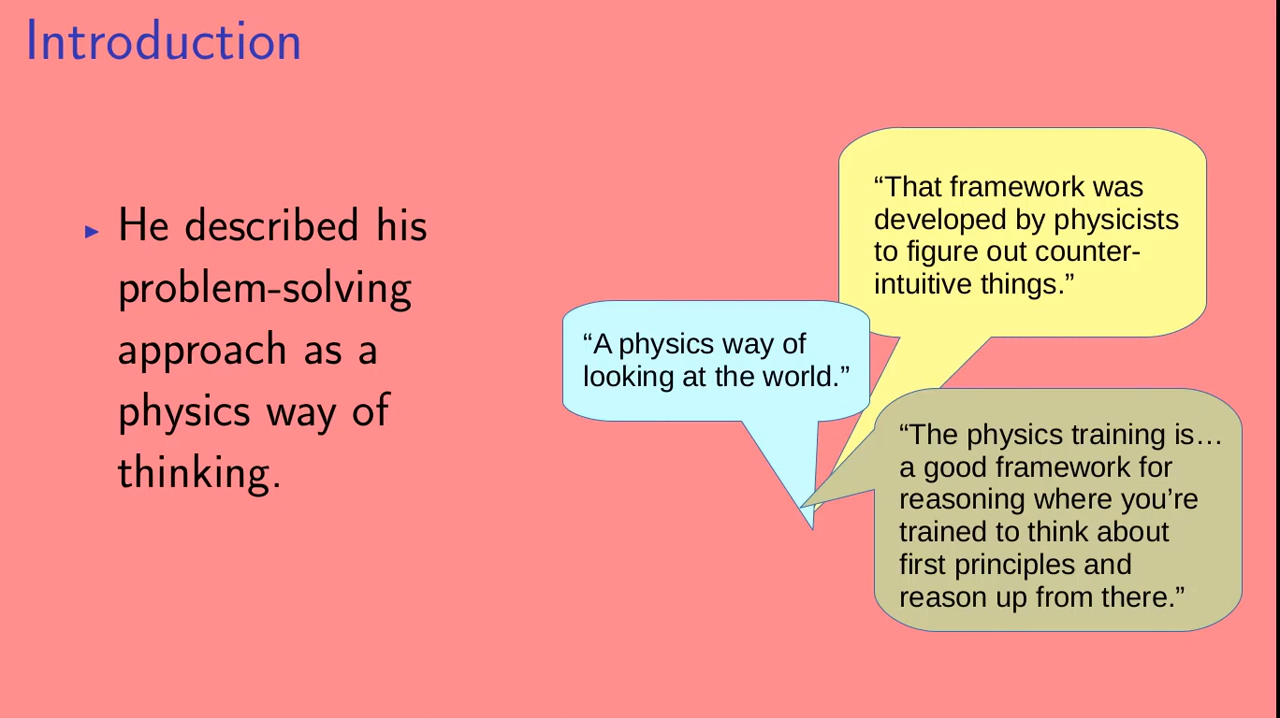 Introduction
▸ He described his
problem-solving
approach as a
physics way of
thinking.
“That framework was
developed by physicists
to figure out counter-
intuitive things.”
“A physics way of
looking at the world.”
“The physics training is…
a good framework for
reasoning where you’re
trained to think about
first principles and
reason up from there.”